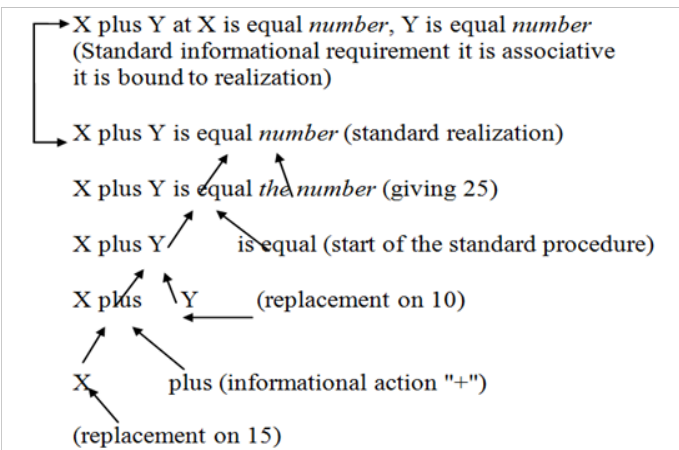 X plus Y at X is equal number, Y is equal number
(Standard informational requirement it is associative
it is bound to realization)
X plus Y is equal number (standard realization)
X plus Y is equal the number (giving 25)
X plus Y is equal (start of the standard procedure)
X plus Y (replacement on 10)
X plus (informational action "+")
(replacement on 15)